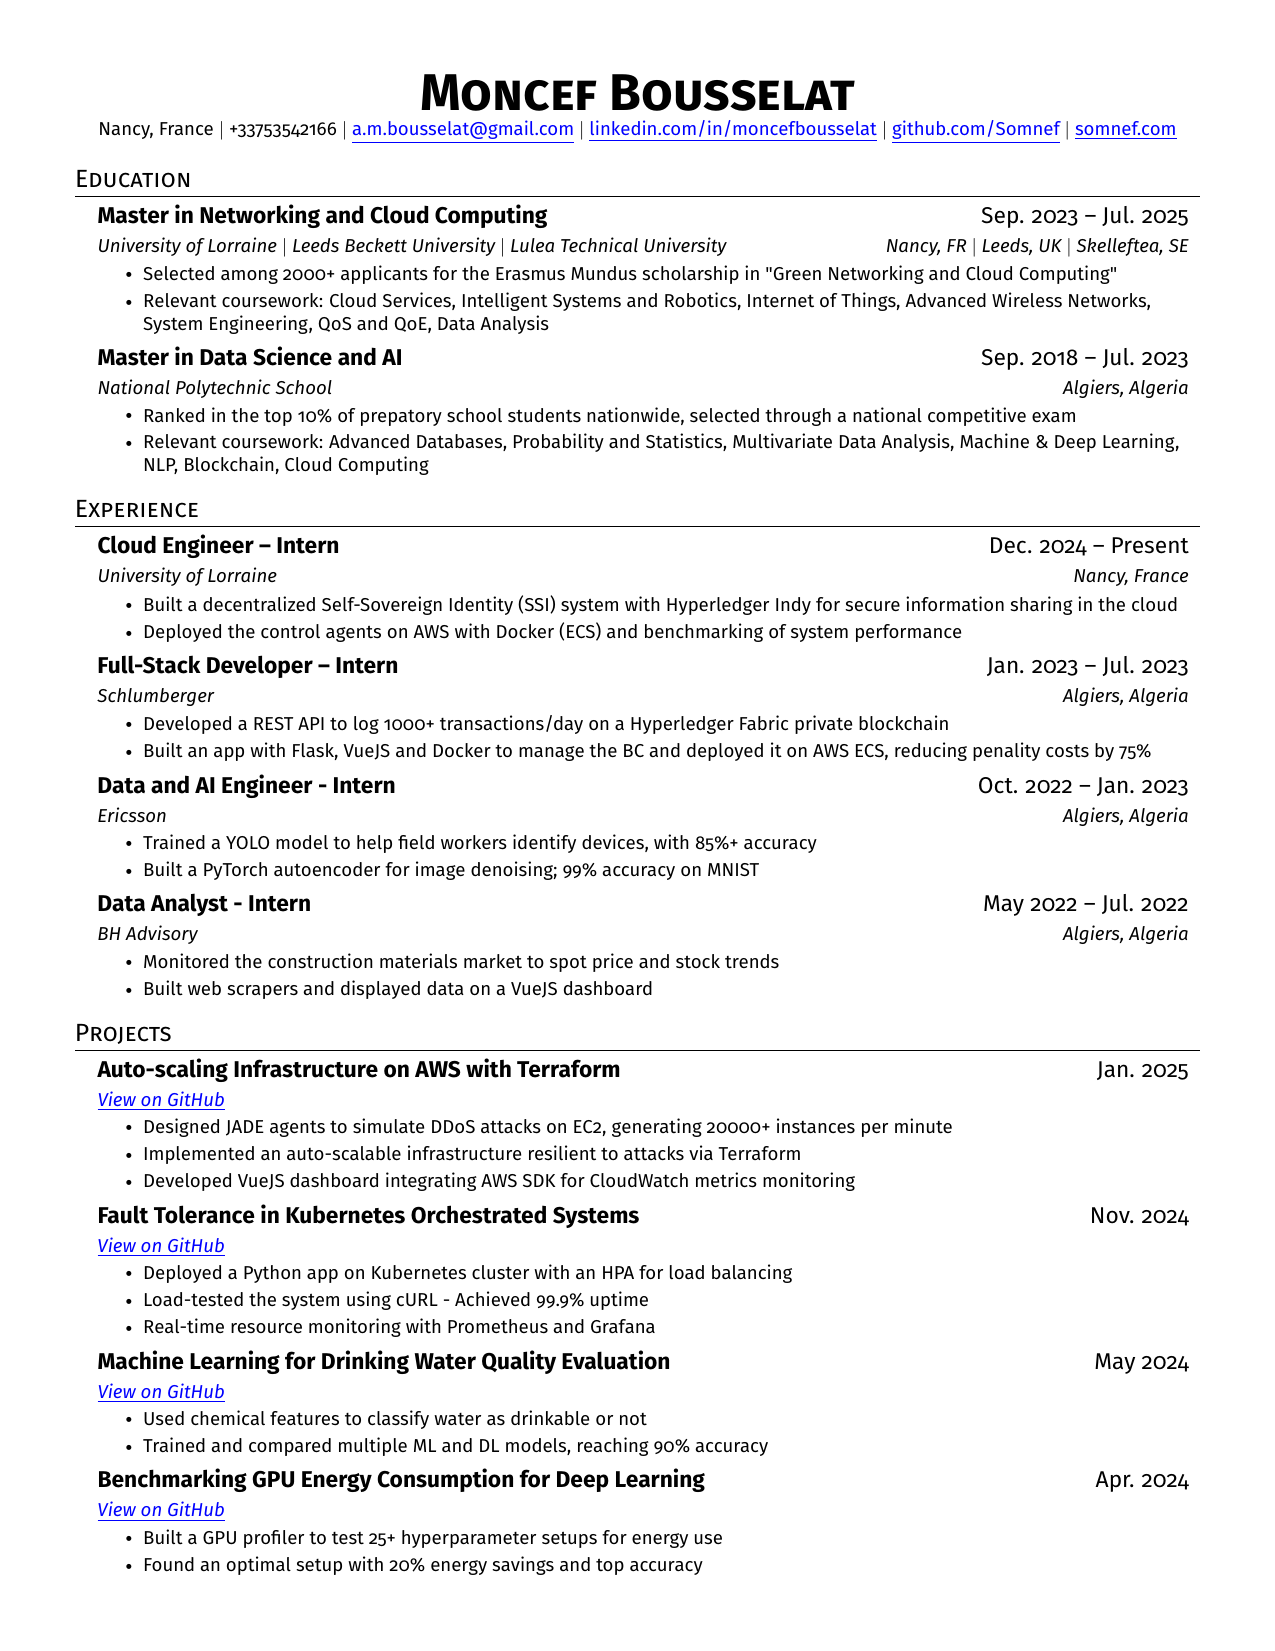 Moncef Bousselat
Nancy, France | +33753542166 | a.m.bousselat@gmail.com | linkedin.com/in/moncefbousselat | github.com/Somnef | somnef.com
Education
Master in Networking and Cloud Computing Sep. 2023 – Jul. 2025
University of Lorraine | Leeds Beckett University | Lulea Technical University Nancy, FR | Leeds, UK | Skelleftea, SE
• Selected among 2000+ applicants for the Erasmus Mundus scholarship in "Green Networking and Cloud Computing"
• Relevant coursework: Cloud Services, Intelligent Systems and Robotics, Internet of Things, Advanced Wireless Networks,
System Engineering, QoS and QoE, Data Analysis
Master in Data Science and AI Sep. 2018 – Jul. 2023
National Polytechnic School Algiers, Algeria
• Ranked in the top 10% of prepatory school students nationwide, selected through a national competitive exam
• Relevant coursework: Advanced Databases, Probability and Statistics, Multivariate Data Analysis, Machine & Deep Learning,
NLP, Blockchain, Cloud Computing
Experience
Cloud Engineer – Intern Dec. 2024 – Present
University of Lorraine Nancy, France
• Built a decentralized Self-Sovereign Identity (SSI) system with Hyperledger Indy for secure information sharing in the cloud
• Deployed the control agents on AWS with Docker (ECS) and benchmarking of system performance
Full-Stack Developer – Intern Jan. 2023 – Jul. 2023
Schlumberger Algiers, Algeria
• Developed a REST API to log 1000+ transactions/day on a Hyperledger Fabric private blockchain
• Built an app with Flask, VueJS and Docker to manage the BC and deployed it on AWS ECS, reducing penality costs by 75%
Data and AI Engineer - Intern Oct. 2022 – Jan. 2023
Ericsson Algiers, Algeria
• Trained a YOLO model to help field workers identify devices, with 85%+ accuracy
• Built a PyTorch autoencoder for image denoising; 99% accuracy on MNIST
Data Analyst - Intern May 2022 – Jul. 2022
BH Advisory Algiers, Algeria
• Monitored the construction materials market to spot price and stock trends
• Built web scrapers and displayed data on a VueJS dashboard
Projects
Auto-scaling Infrastructure on AWS with Terraform Jan. 2025
View on GitHub
• Designed JADE agents to simulate DDoS attacks on EC2, generating 20000+ instances per minute
• Implemented an auto-scalable infrastructure resilient to attacks via Terraform
• Developed VueJS dashboard integrating AWS SDK for CloudWatch metrics monitoring
Fault Tolerance in Kubernetes Orchestrated Systems Nov. 2024
View on GitHub
• Deployed a Python app on Kubernetes cluster with an HPA for load balancing
• Load-tested the system using cURL - Achieved 99.9% uptime
• Real-time resource monitoring with Prometheus and Grafana
Machine Learning for Drinking Water Quality Evaluation May 2024
View on GitHub
• Used chemical features to classify water as drinkable or not
• Trained and compared multiple ML and DL models, reaching 90% accuracy
Benchmarking GPU Energy Consumption for Deep Learning Apr. 2024
View on GitHub
• Built a GPU profiler to test 25+ hyperparameter setups for energy use
• Found an optimal setup with 20% energy savings and top accuracy